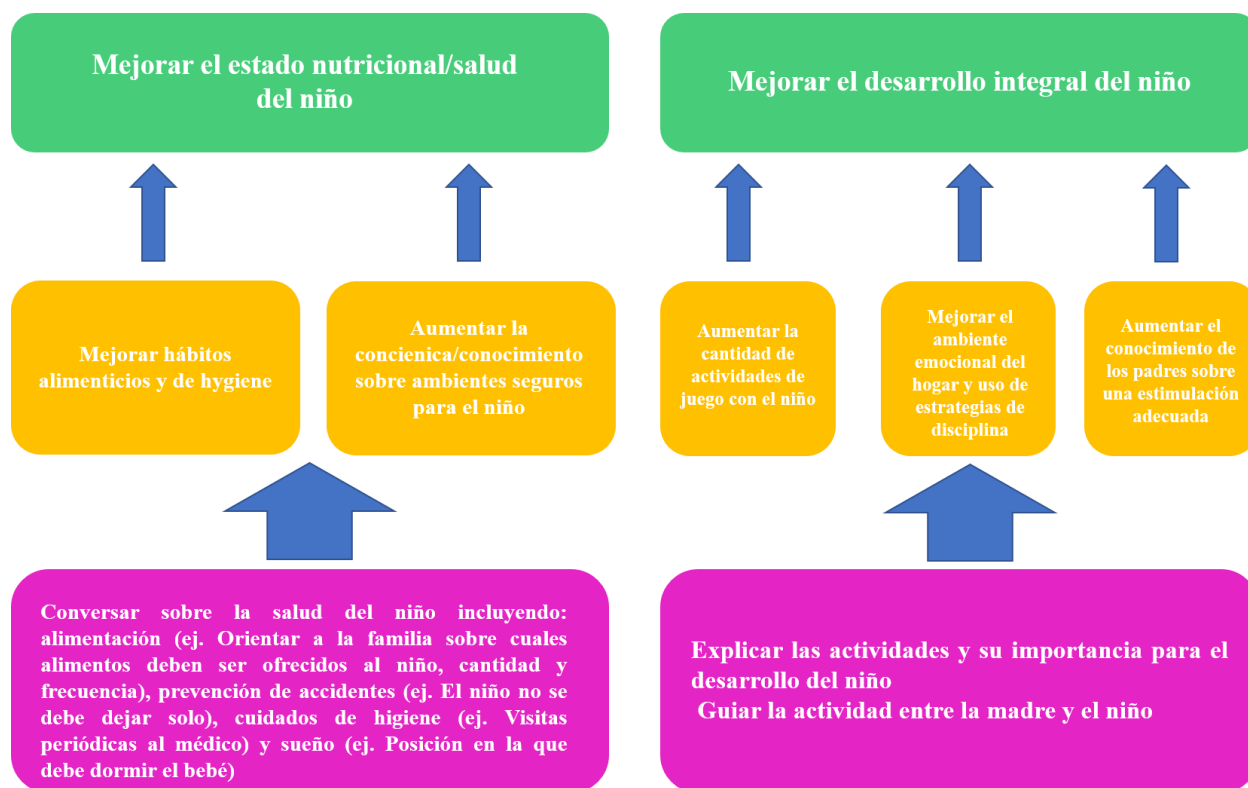 Mejorar el estado nutricional/salud
del niño
Mejorar el desarrollo integral del niño
Mejorar hábitos
alimenticios y de hygiene
Aumentar la
concienica/conocimiento
sobre ambientes seguros
para el niño
Aumentar la
cantidad de
actividades de
juego con el niño
Mejorar el
ambiente
emocional del
hogar y uso de
estrategias de
disciplina
Aumentar el
conocimiento de
los padres sobre
una estimulación
adecuada
Conversar sobre la salud del niño incluyendo:
alimentación (ej. Orientar a la familia sobre cuales
alimentos deben ser ofrecidos al niño, cantidad y
frecuencia), prevención de accidentes (ej. El niño no se
debe dejar solo), cuidados de higiene (ej. Visitas
periódicas al médico) y sueño (ej. Posición en la que
debe dormir el bebé)
Explicar las actividades y su importancia para el
desarrollo del niño
Guiar la actividad entre la madre y el niño